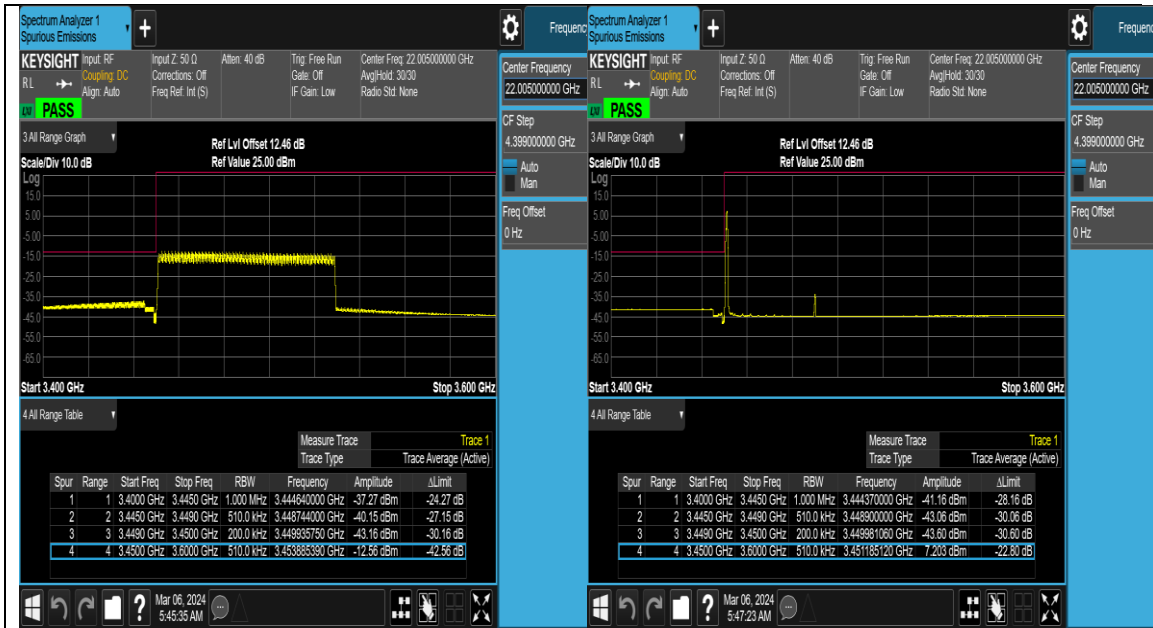 Spectrum Analyzer 1
Spurious Emissions
+
Frequenc
KEYSIGHT Input: RF Input Z: 50 Ω Atten: 40 dB Trig: Free Run Center Freq: 22.005000000 GHz
RL Coupling: DC Corrections: Off Gate: Off Avg|Hold: 30/30
Align: Auto Freq Ref: Int (S) IF Gain: Low Radio Std: None
PASS
Center Frequency
22.005000000 GHz
CF Step
4.399000000 GHz
Auto
Man
Freq Offset
0 Hz
3 All Range Graph
Ref Lvl Offset 12.46 dB
Scale/Div 10.0 dB Ref Value 25.00 dBm
Log
15.0
5.00
-5.00
-15.0
-25.0
-35.0
-45.0
-55.0
-65.0
Start 3.400 GHz Stop 3.600 GHz
4 All Range Table
Measure Trace Trace 1
Trace Type Trace Average (Active)
Spur Range Start Freq Stop Freq RBW Frequency Amplitude ΔLimit
1 1 3.4000 GHz 3.4450 GHz 1.000 MHz 3.444640000 GHz -37.27 dBm -24.27 dB
2 2 3.4450 GHz 3.4490 GHz 510.0 kHz 3.448744000 GHz -40.15 dBm -27.15 dB
3 3 3.4490 GHz 3.4500 GHz 200.0 kHz 3.449935750 GHz -43.16 dBm -30.16 dB
4 4 3.4500 GHz 3.6000 GHz 510.0 kHz 3.453885390 GHz -12.56 dBm -42.56 dB
?
Mar 06, 2024
5:45:35 AM
Spectrum Analyzer 1
Spurious Emissions
+
Frequenc
KEYSIGHT Input: RF Input Z: 50 Ω Atten: 40 dB Trig: Free Run Center Freq: 22.005000000 GHz
RL Coupling: DC Corrections: Off Gate: Off Avg|Hold: 30/30
Align: Auto Freq Ref: Int (S) IF Gain: Low Radio Std: None
PASS
Center Frequency
22.005000000 GHz
CF Step
4.399000000 GHz
Auto
Man
Freq Offset
0 Hz
3 All Range Graph
Ref Lvl Offset 12.46 dB
Scale/Div 10.0 dB Ref Value 25.00 dBm
Log
15.0
5.00
-5.00
-15.0
-25.0
-35.0
-45.0
-55.0
-65.0
Start 3.400 GHz Stop 3.600 GHz
4 All Range Table
Measure Trace Trace 1
Trace Type Trace Average (Active)
Spur Range Start Freq Stop Freq RBW Frequency Amplitude ΔLimit
1 1 3.4000 GHz 3.4450 GHz 1.000 MHz 3.444370000 GHz -41.16 dBm -28.16 dB
2 2 3.4450 GHz 3.4490 GHz 510.0 kHz 3.448900000 GHz -43.06 dBm -30.06 dB
3 3 3.4490 GHz 3.4500 GHz 200.0 kHz 3.449981060 GHz -43.60 dBm -30.60 dB
4 4 3.4500 GHz 3.6000 GHz 510.0 kHz 3.451185120 GHz 7.203 dBm -22.80 dB
?
Mar 06, 2024
5:47:23 AM